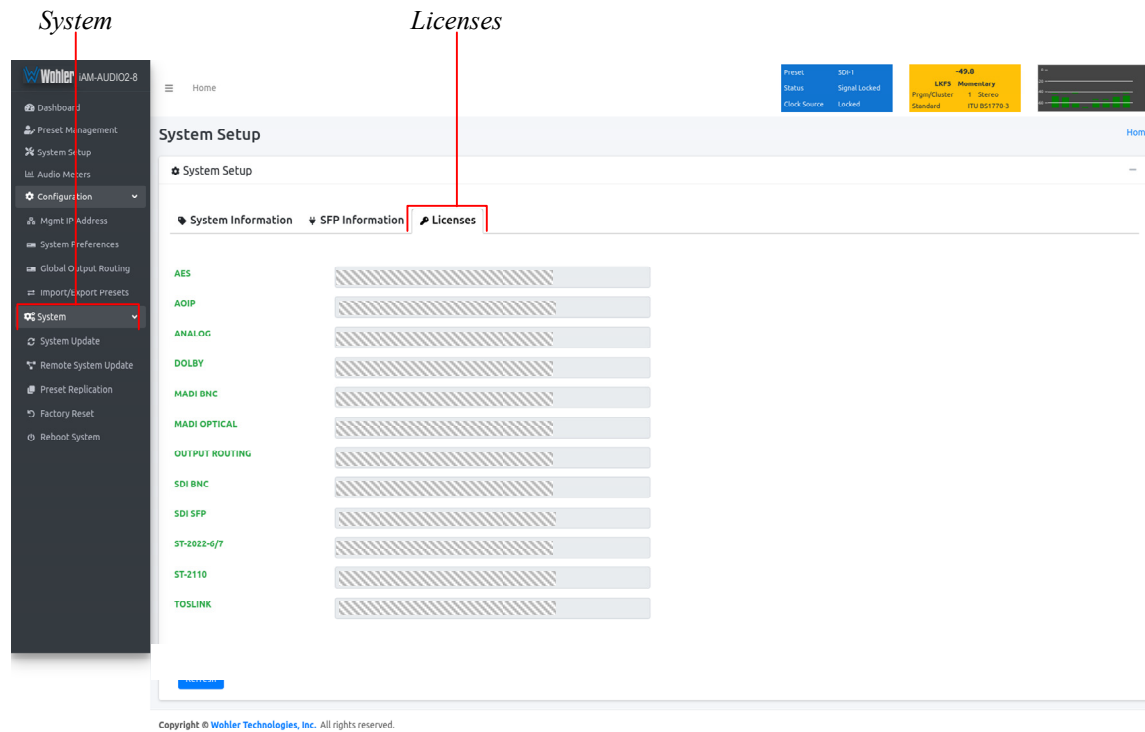 System Licenses
Wohler iAM-AUDIO2-8
Dashboard
Preset Management
System Setup
Audio Meters
Configuration
Mgmt IP Address
System Preferences
Global Output Routing
Import/Export Presets
System
System Update
Remote System Update
Preset Replication
Factory Reset
Reboot System
Home
Preset SDI-1
Status Signal Locked
Clock Source Locked
-49.0
LKFS Momentary
Prgm/Cluster 1 Stereo
Standard ITU BS1770-3
System Setup
Hom
System Setup
System Information SFP Information Licenses
AES
AOIP
ANALOG
DOLBY
MADI BNC
MADI OPTICAL
OUTPUT ROUTING
SDI BNC
SDI SFP
ST-2022-6/7
ST-2110
TOSLINK
Refresh
Copyright © Wohler Technologies, Inc. All rights reserved.